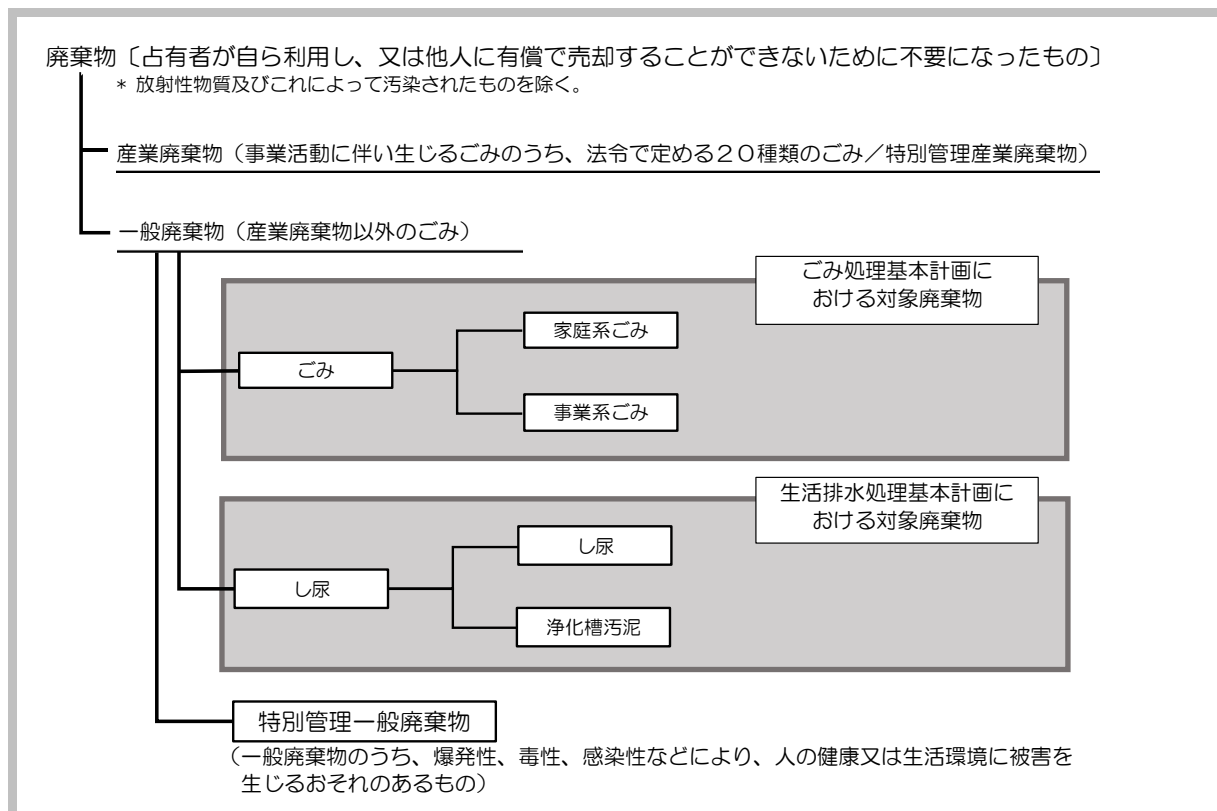 廃棄物〔占有者が自ら利用し、又は他人に有償で売却することができないために不要になったもの〕
* 放射性物質及びこれによって汚染されたものを除く。
産業廃棄物（事業活動に伴い生じるごみのうち、法令で定める２０種類のごみ／特別管理産業廃棄物）
一般廃棄物（産業廃棄物以外のごみ）
ごみ処理基本計画に
おける対象廃棄物
家庭系ごみ
ごみ
事業系ごみ
生活排水処理基本計画に
おける対象廃棄物
し尿
し尿
浄化槽汚泥
特別管理一般廃棄物
（一般廃棄物のうち、爆発性、毒性、感染性などにより、人の健康又は生活環境に被害を
生じるおそれのあるもの）